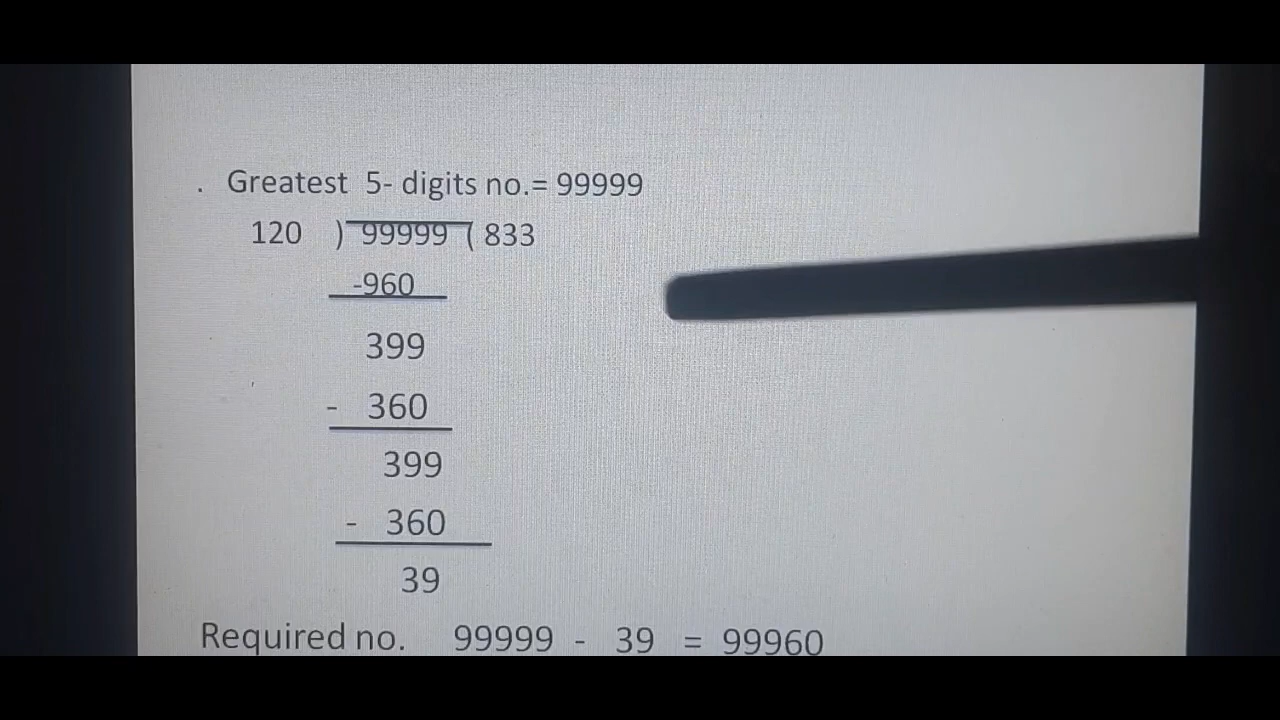 . Greatest 5- digits no.= 99999
120 ) 99999 ( 833
-960
399
- 360
399
- 360
39
Required no. 99999 - 39 = 99960